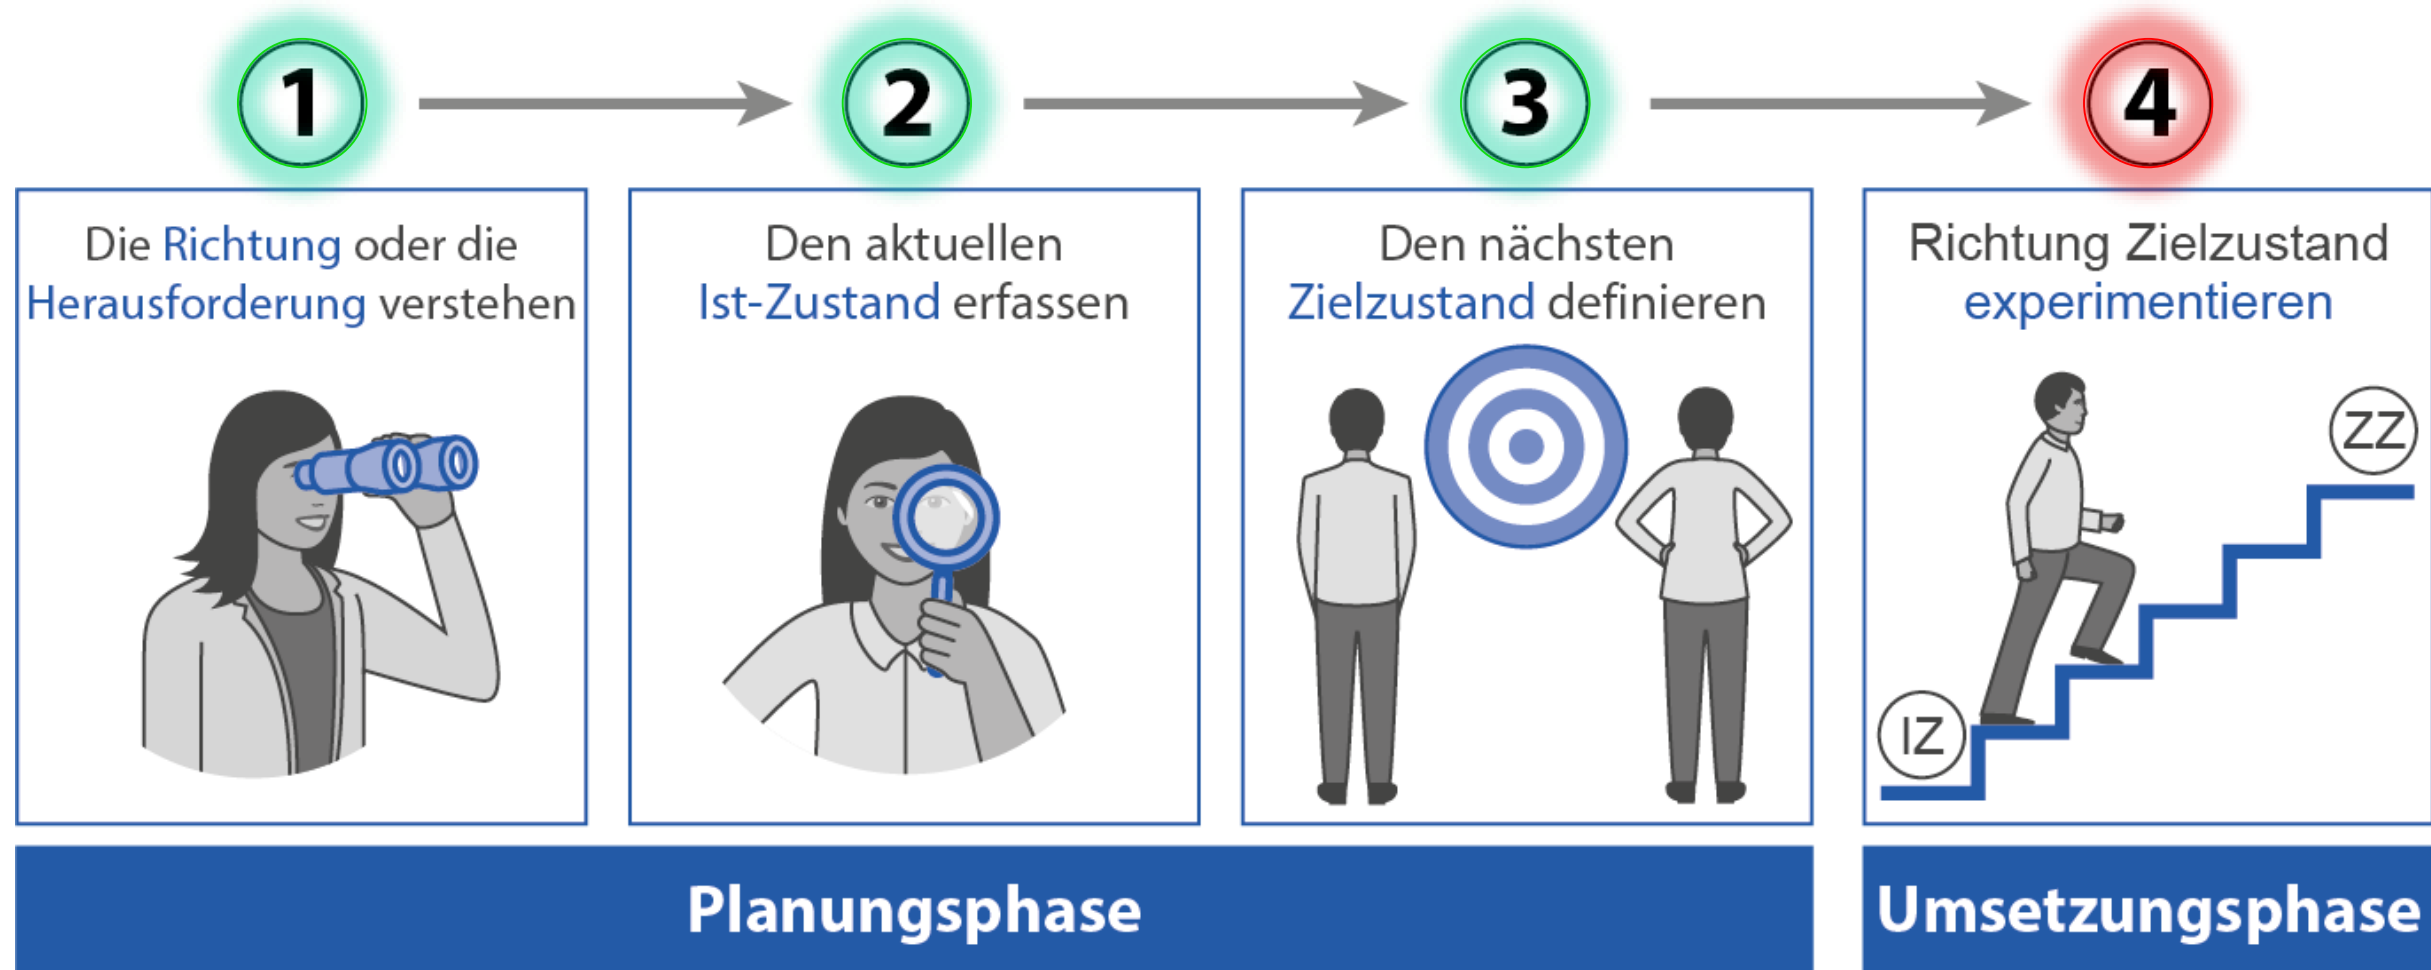 1
2
3
4
Die Richtung oder die
Herausforderung verstehen
Den aktuellen
Ist-Zustand erfassen
Den nächsten
Zielzustand definieren
Richtung Zielzustand
experimentieren
ZZ
IZ
Planungsphase
Umsetzungsphase